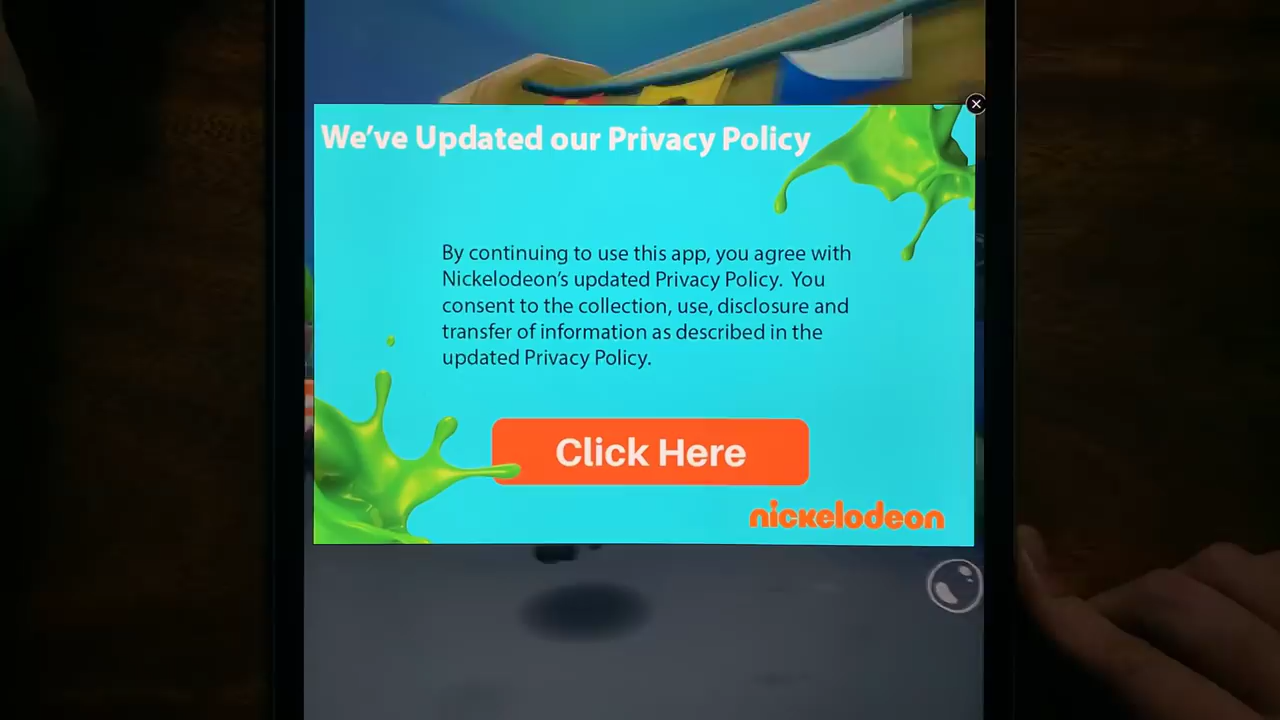 We've Updated our Privacy Policy
By continuing to use this app, you agree with
Nickelodeon's updated Privacy Policy. You
consent to the collection, use, disclosure and
transfer of information as described in the
updated Privacy Policy.
Click Here
nickelodeon